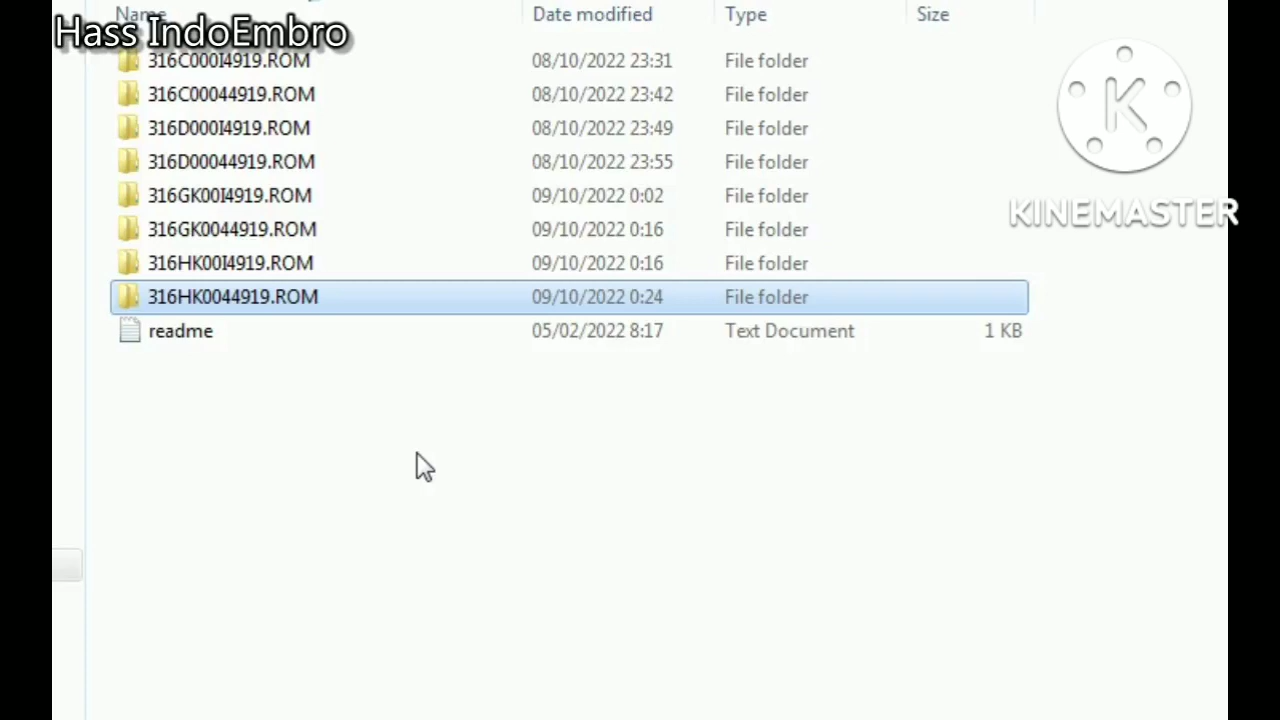 Name Date modified Type Size
Hass IndoEmbro
316C000I4919.ROM 08/10/2022 23:31 File folder
316C00044919.ROM 08/10/2022 23:42 File folder
316D000I4919.ROM 08/10/2022 23:49 File folder
316D00044919.ROM 08/10/2022 23:55 File folder
316GK00I4919.ROM 09/10/2022 0:02 File folder
316GK0044919.ROM 09/10/2022 0:16 File folder
316HK00I4919.ROM 09/10/2022 0:16 File folder
316HK0044919.ROM 09/10/2022 0:24 File folder
readme 05/02/2022 8:17 Text Document 1 KB
K
KINEMASTER